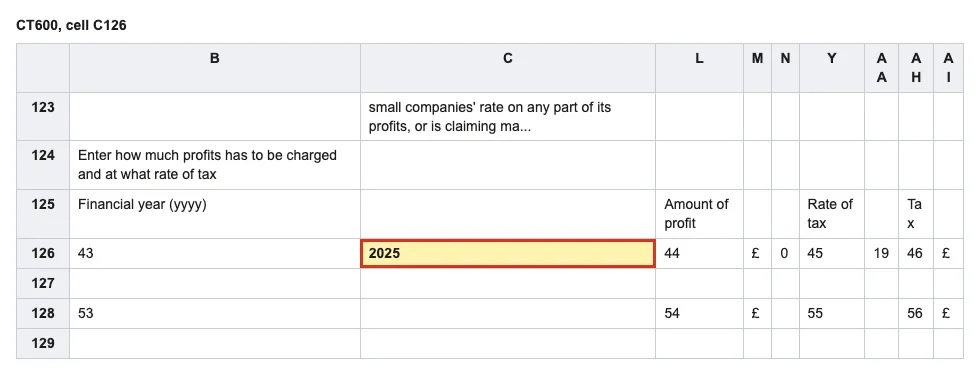 CT600, cell C126
B C L M N Y A A A
A H I
123 small companies' rate on any part of its
profits, or is claiming ma...
124 Enter how much profits has to be charged
and at what rate of tax
125 Financial year (yyyy) Amount of Rate of Ta
profit tax x
126 43 2025 44 £ 0 45 19 46 £
127
128 53 54 £ 55 56 £
129